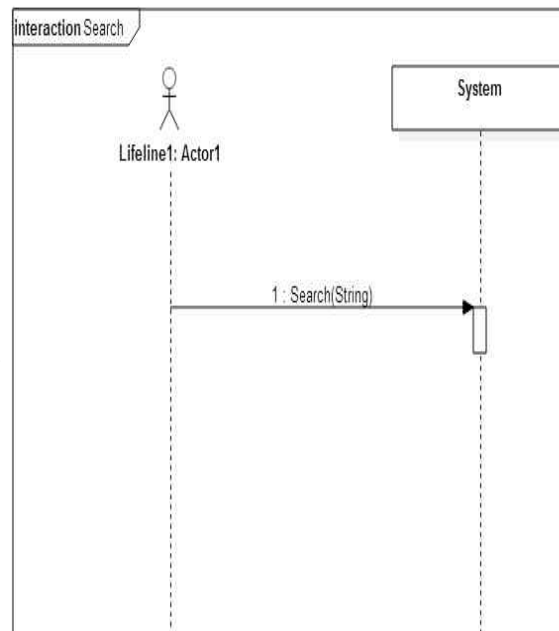 interaction Search
System
Lifeline1: Actor1
1 : Search(String)